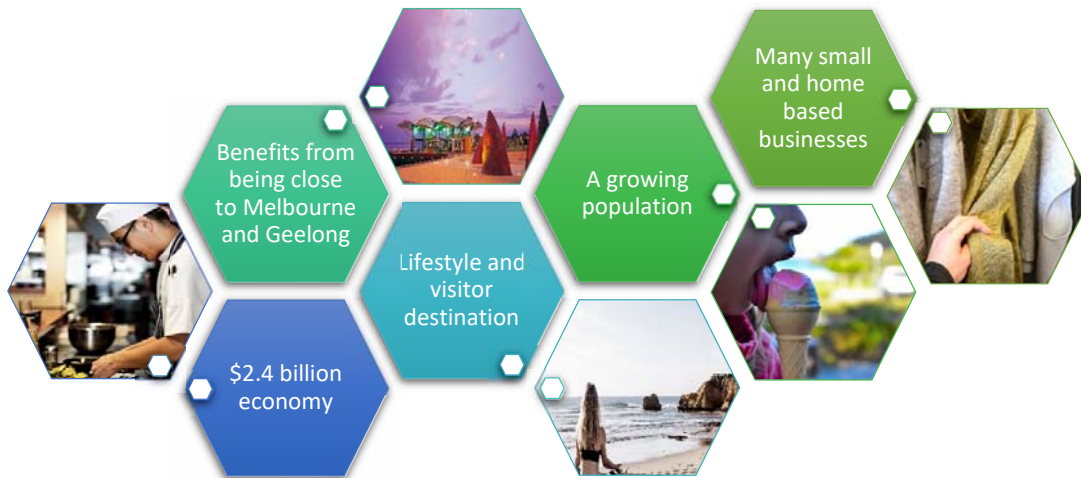 Benefits from
being close
to Melbourne
and Geelong
$2.4 billion
economy
Lifestyle and
visitor
destination
A growing
population
Many small
and home
based
businesses